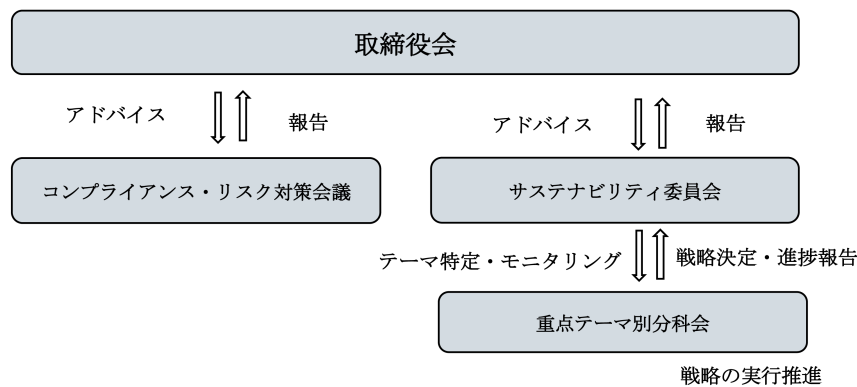 取締役会
アドバイス
報告
アドバイス
報告
コンプライアンス・リスク対策会議
サステナビリティ委員会
テーマ特定・モニタリング
戦略決定・進捗報告
重点テーマ別分科会
戦略の実行推進